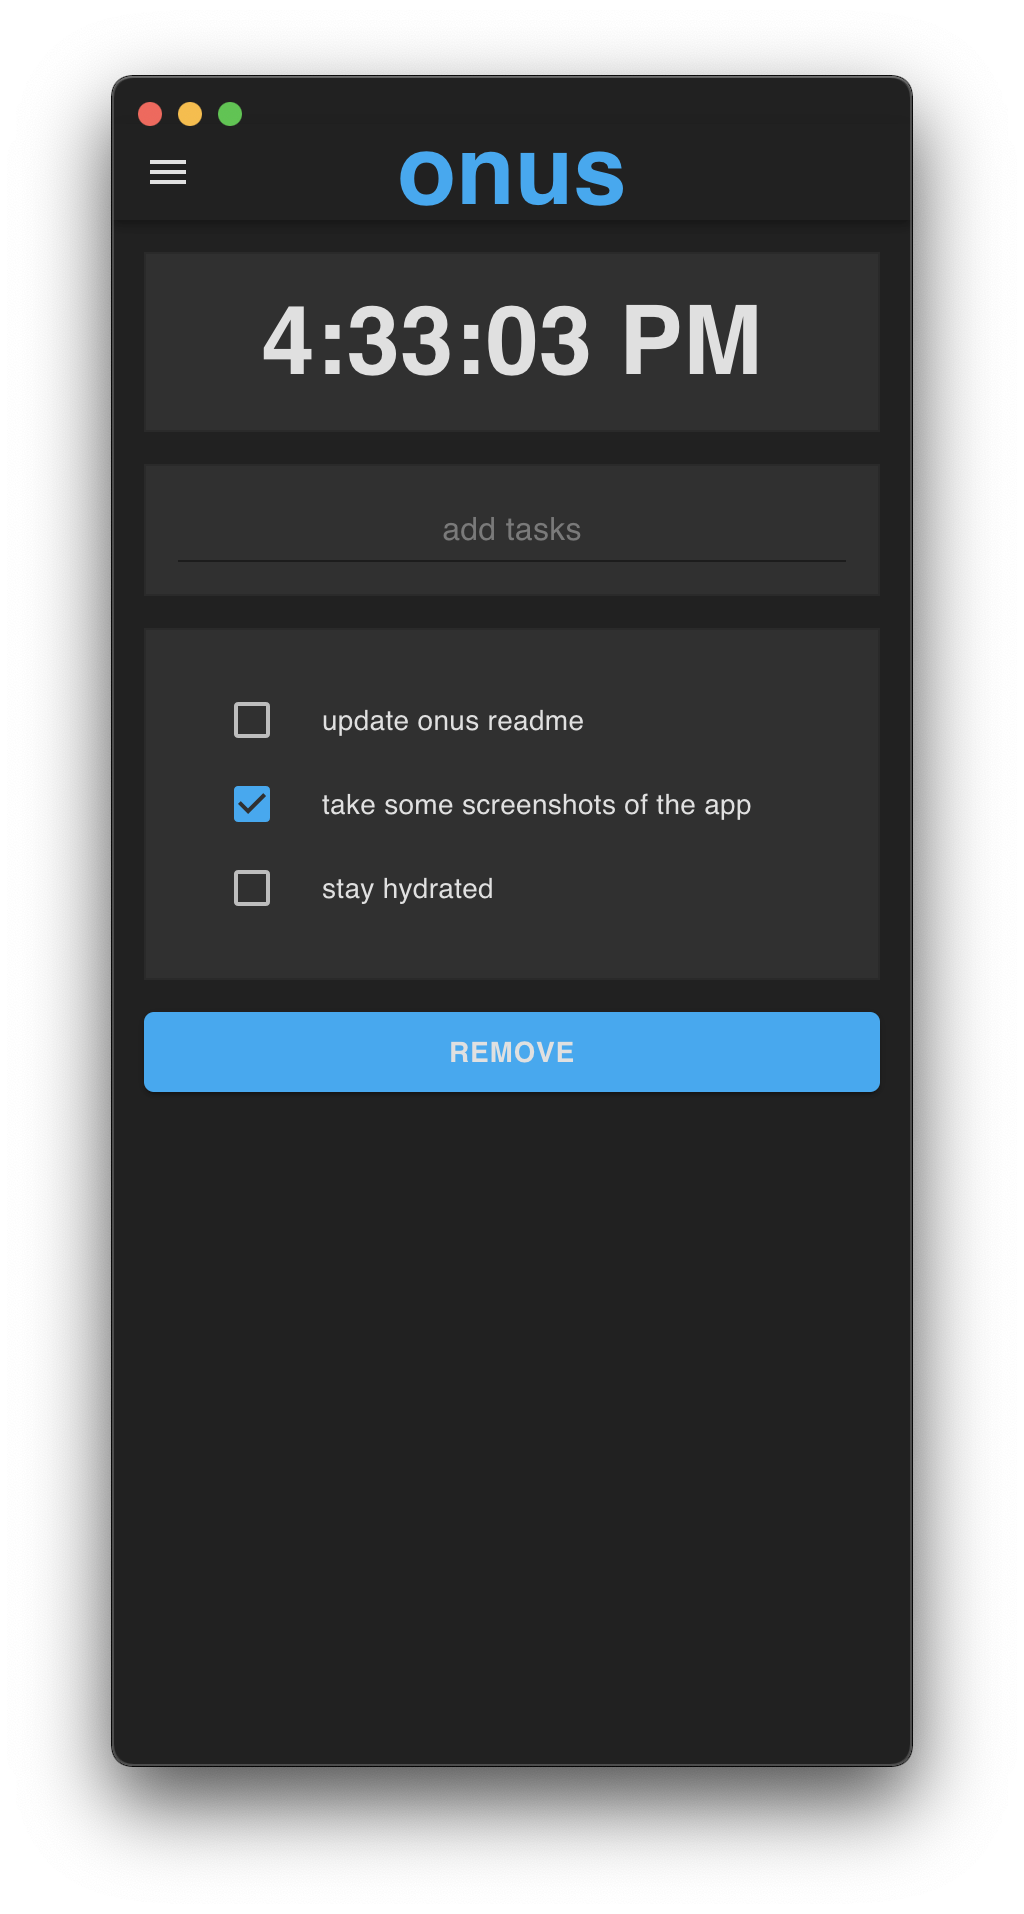 onus
4:33:03 PM
add tasks
update onus readme
take some screenshots of the app
stay hydrated
REMOVE